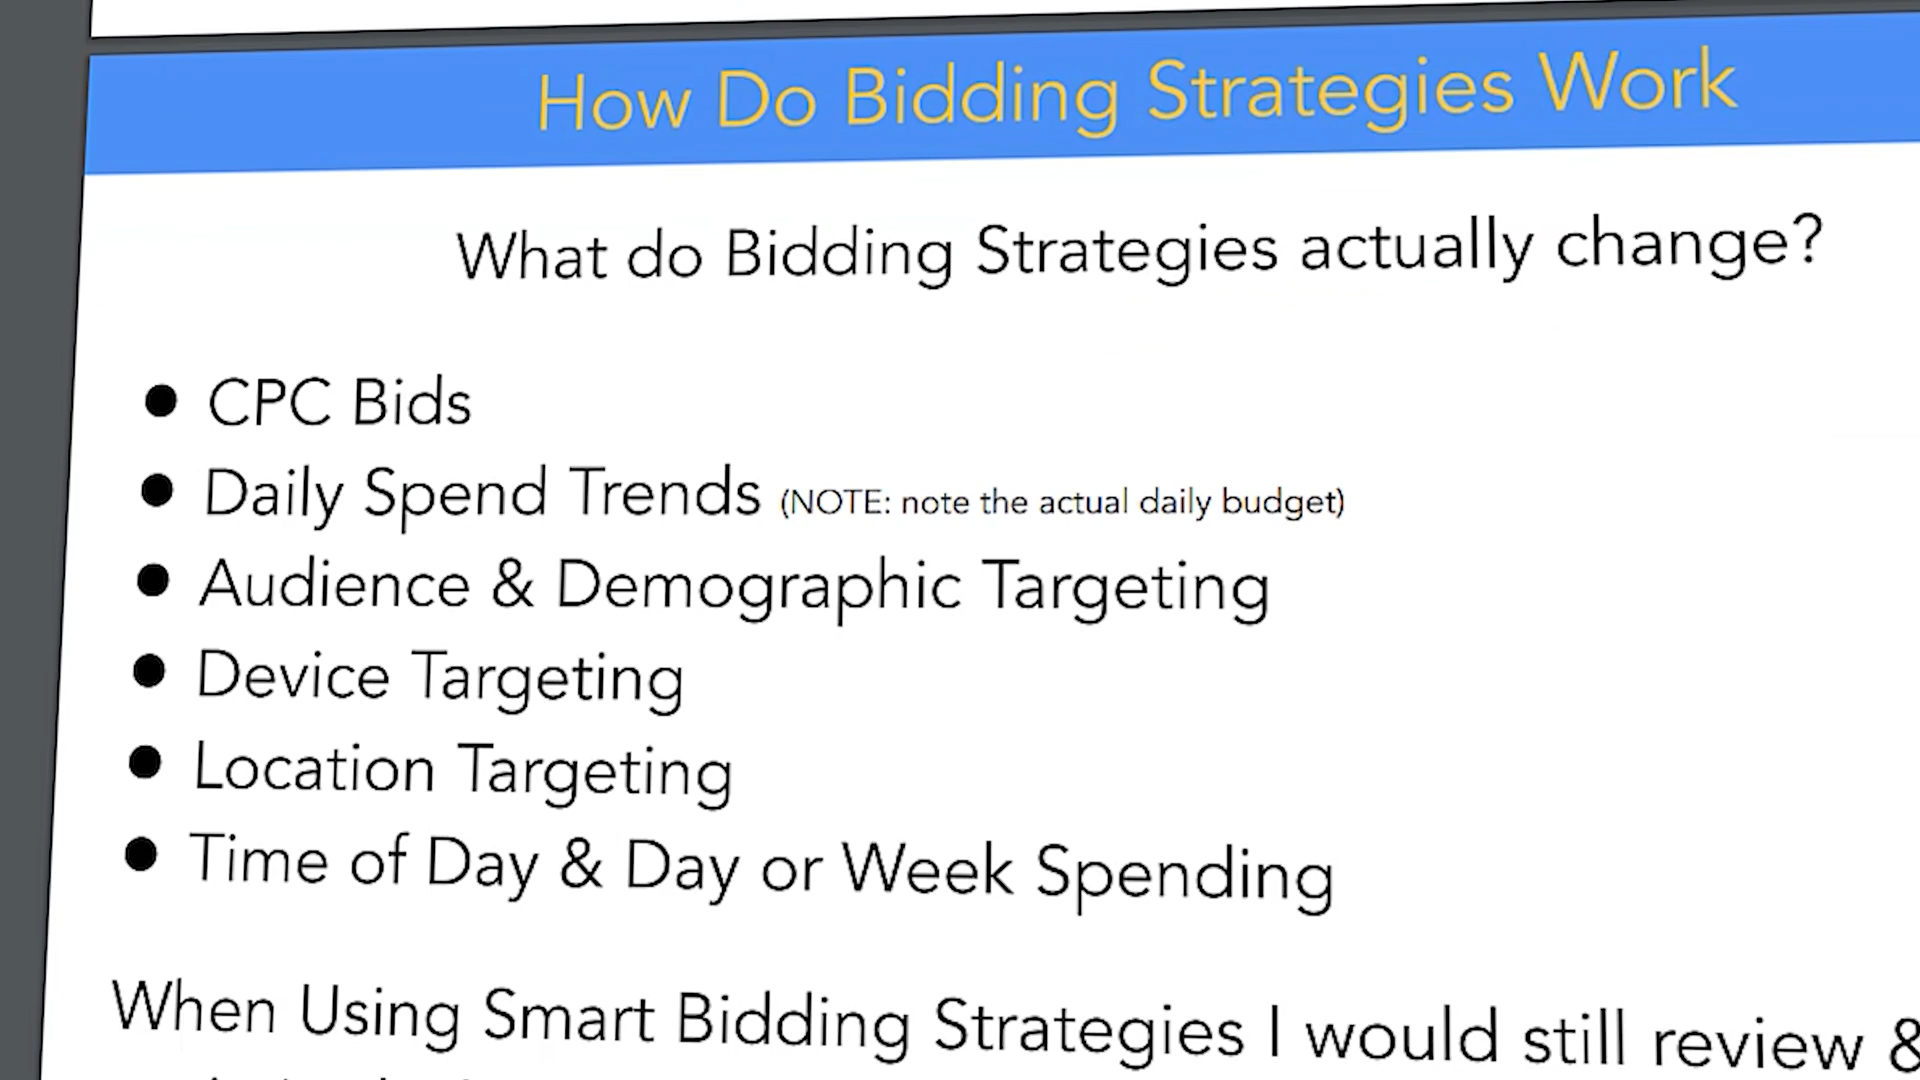 How Do Bidding Strategies Work
What do Bidding Strategies actually change?
● CPC Bids
● Daily Spend Trends (NOTE: note the actual daily budget)
● Audience & Demographic Targeting
● Device Targeting
● Location Targeting
● Time of Day & Day or Week Spending
When Using Smart Bidding Strategies I would still review &